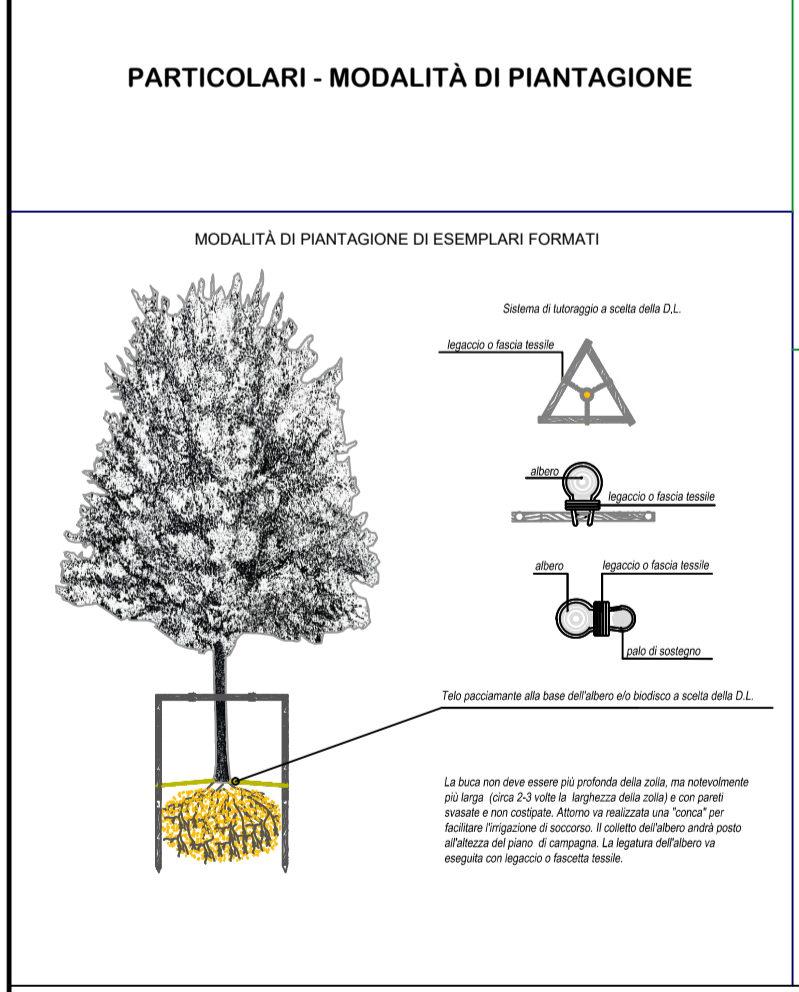 PARTICOLARI - MODALITÀ DI PIANTAGIONE
MODALITÀ DI PIANTAGIONE DI ESEMPLARI FORMATI
Sistema di tutoraggio a scelta della D.L.
legaccio o fascia tessile
albero
legaccio o fascia tessile
albero
legaccio o fascia tessile
palo di sostegno
Telo pacciamante alla base dell'albero e/o biodisco a scelta della D.L.
La buca non deve essere più profonda della zolla, ma notevolmente
più larga (circa 2-3 volte la larghezza della zolla) e con pareti
svasate e non costipate. Attorno va realizzata una "conca" per
facilitare l'irrigazione di soccorso. Il colletto dell'albero andrà posto
all'altezza del piano di campagna. La legatura dell'albero va
eseguita con legaccio o fascetta tessile.